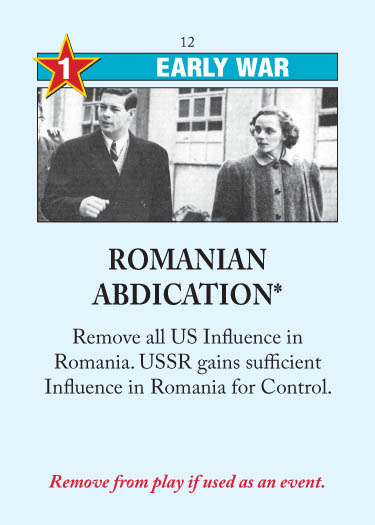 12
1
EARLY WAR
ROMANIAN
ABDICATION*
Remove all US Influence in
Romania. USSR gains sufficient
Influence in Romania for Control.
Remove from play if used as an event.